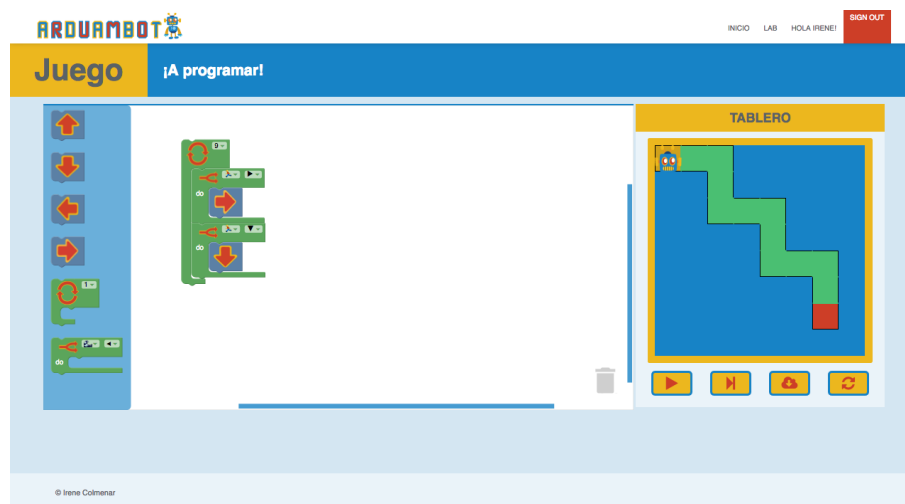 ARDUAMBOT
INICIO LAB HOLA IRENE! SIGN OUT
Juego ¡A programar!
TABLERO
9
do
do
1
do
© Irene Colmenar